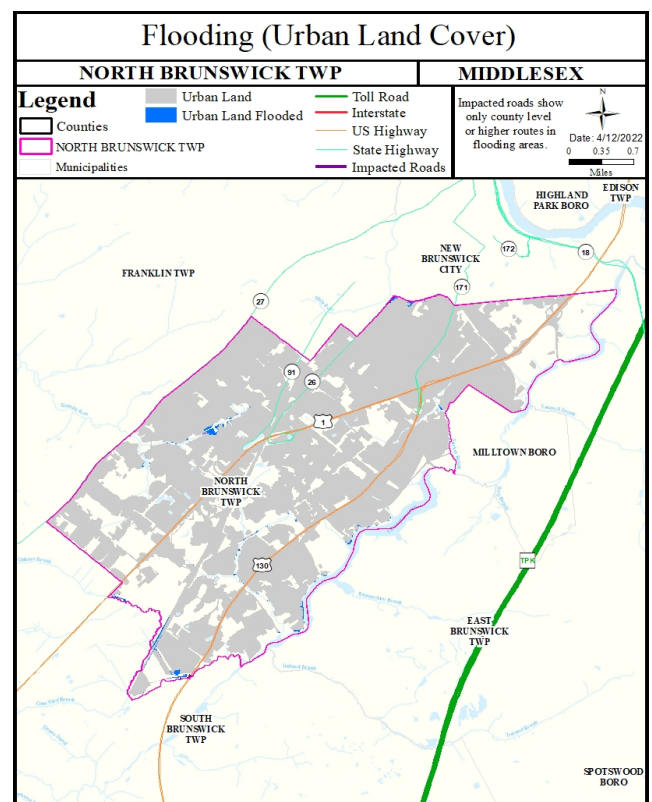 Flooding (Urban Land Cover)
NORTH BRUNSWICK TWP
MIDDLESEX
Legend
Counties
NORTH BRUNSWICK TWP
Municipalities
Urban Land
Urban Land Flooded
Toll Road
Interstate
US Highway
State Highway
Impacted Roads
Impacted roads show
only county level
or higher routes in
flooding areas.
N
Date: 4/12/2022
0 0.35 0.7
Miles
EDISON
TWP
HIGHLAND
PARK BORO
172
18
NEW
BRUNSWICK
CITY
FRANKLIN TWP
171
27
91
26
1
MILLTOWN BORO
NORTH
BRUNSWICK
TWP
130
TPK
EAST
BRUNSWICK
TWP
SOUTH
BRUNSWICK
TWP
SPOTSWOOD
BORO